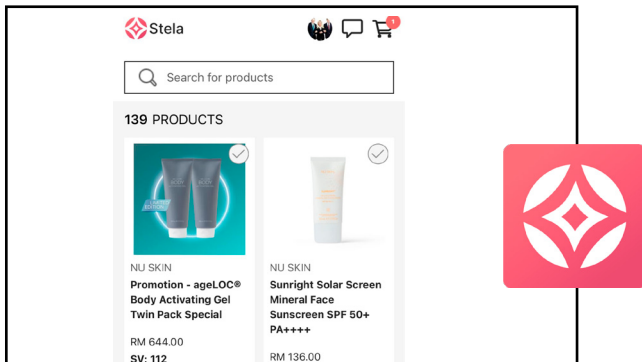 Stela
1
Search for products
139 PRODUCTS
NU SKIN
Promotion - ageLOC®
Body Activating Gel
Twin Pack Special
RM 644.00
SV: 112
NU SKIN
Sunright Solar Screen
Mineral Face
Sunscreen SPF 50+
PA++++
RM 136.00